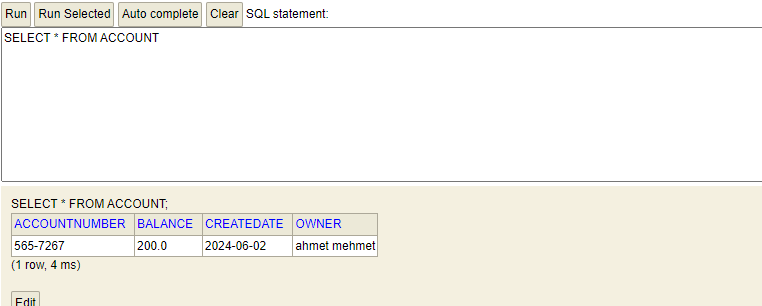 Run Run Selected Auto complete Clear SQL statement:
SELECT * FROM ACCOUNT
SELECT * FROM ACCOUNT;
ACCOUNTNUMBER BALANCE CREATEDATE OWNER
565-7267 200.0 2024-06-02 ahmet mehmet
(1 row, 4 ms)
Edit